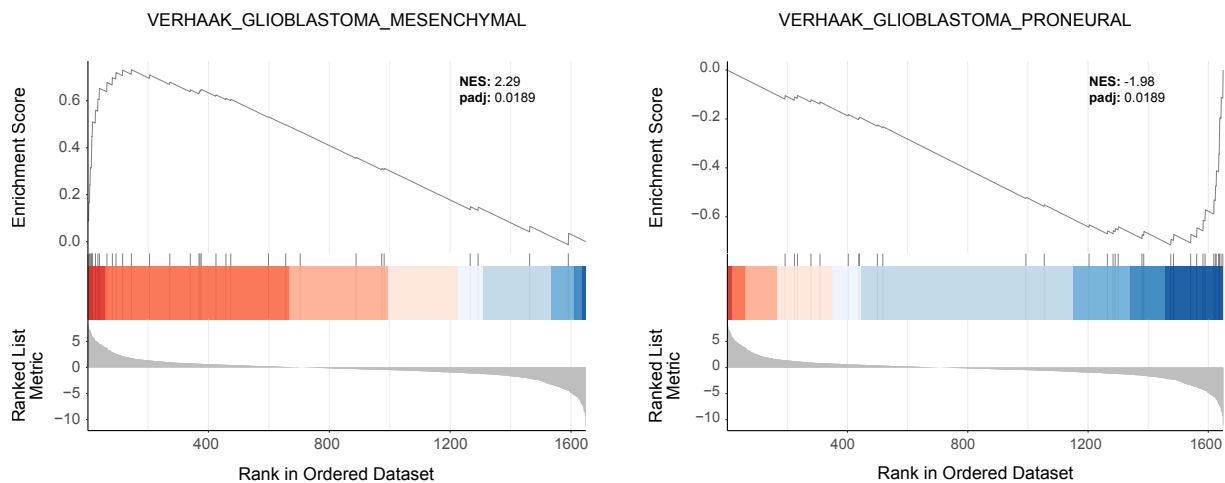 VERHAAK_GLIOBLASTOMA_MESENCHYMAL
Enrichment Score
0.6
0.4
0.2
0.0
NES: 2.29
padj: 0.0189
Ranked List
Metric
5
0
−5
−10
400
800
1200
1600
Rank in Ordered Dataset
VERHAAK_GLIOBLASTOMA_PRONEURAL
Enrichment Score
0.0
−0.2
−0.4
−0.6
NES: -1.98
padj: 0.0189
Ranked List
Metric
5
0
−5
−10
400
800
1200
1600
Rank in Ordered Dataset